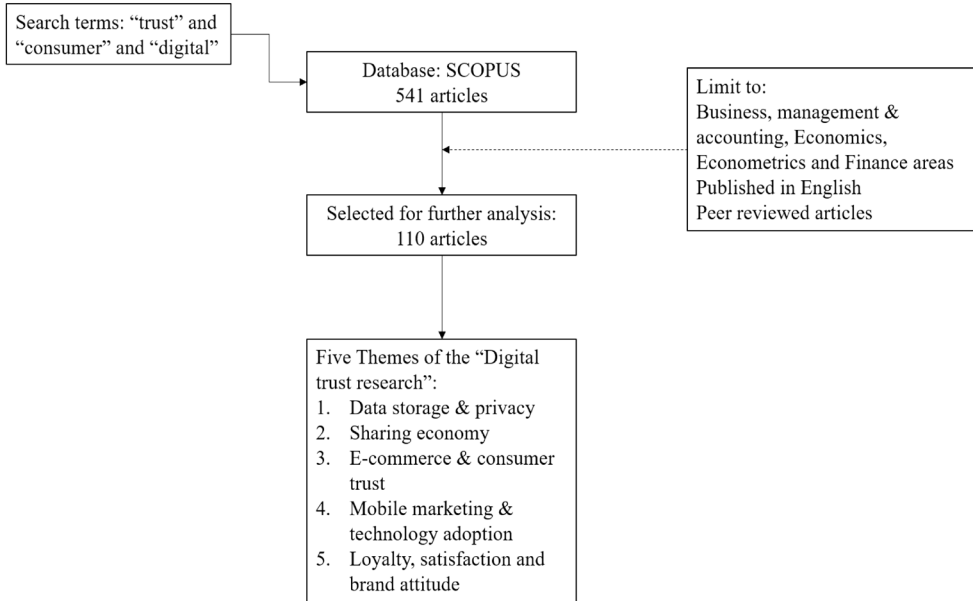 Search terms: “trust” and
“consumer” and “digital”
Database: SCOPUS
541 articles
Limit to:
Business, management &
accounting, Economics,
Econometrics and Finance areas
Published in English
Peer reviewed articles
Selected for further analysis:
110 articles
Five Themes of the “Digital
trust research”:
1. Data storage & privacy
2. Sharing economy
3. E-commerce & consumer
trust
4. Mobile marketing &
technology adoption
5. Loyalty, satisfaction and
brand attitude